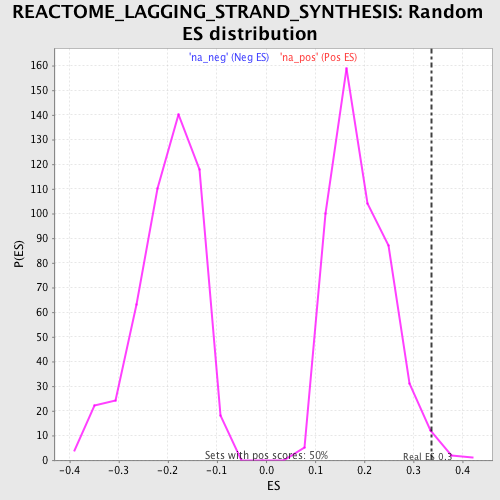 REACTOME_LAGGING_STRAND_SYNTHESIS: Random
ES distribution
'na_neg' (Neg ES) 'na_pos' (Pos ES)
160
150
140
130
120
110
100
90
80
70
60
50
40
30
20
10
0
P(ES)
Sets with pos scores: 50%
Real ES 0.3
-0.4 -0.3 -0.2 -0.1 0.0 0.1 0.2 0.3 0.4
ES